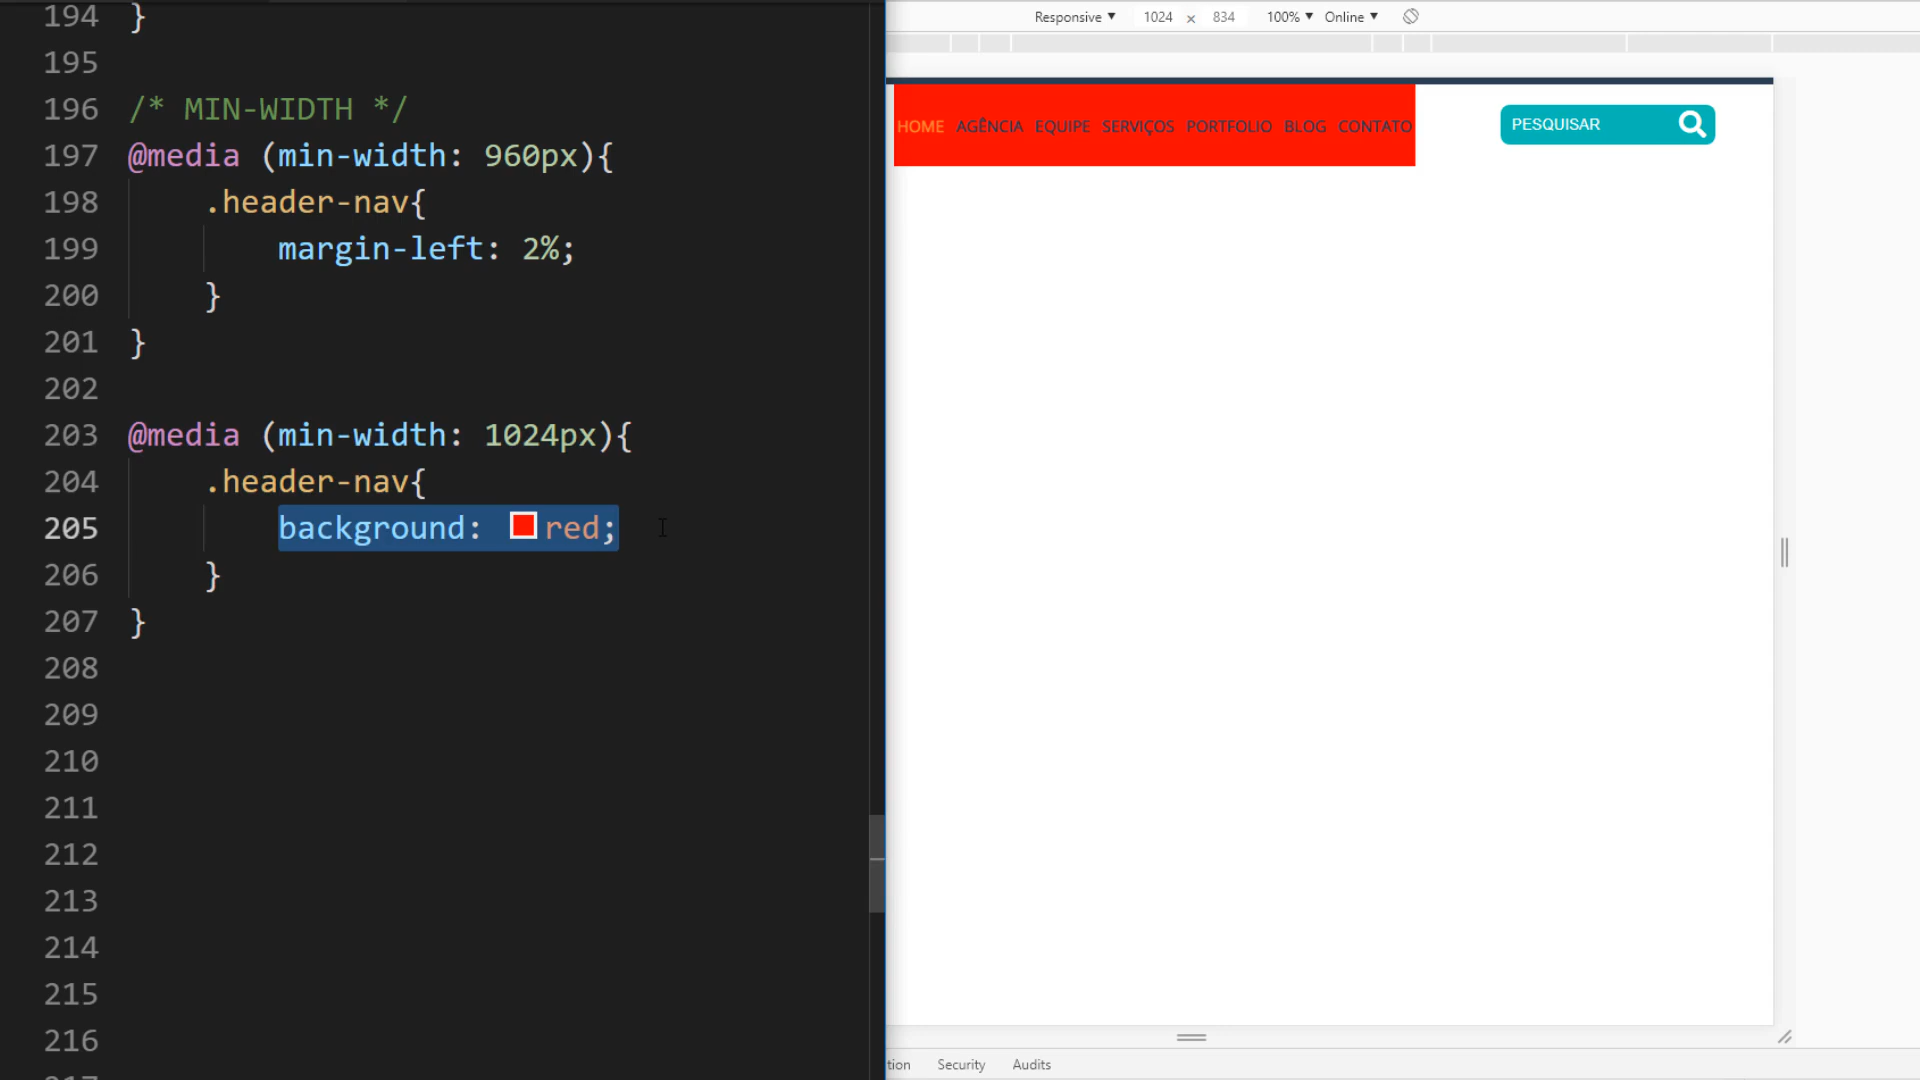 194 }
195
196 /* MIN-WIDTH */
197 @media (min-width: 960px){
198 .header-nav{
199 margin-left: 2%;
200 }
201 }
202
203 @media (min-width: 1024px){
204 .header-nav{
205 background: red;
206 }
207 }
208
209
210
211
212
213
214
215
216
217
Responsive ▼ 1024 x 834 100% ▼ Online ▼
HOME AGÊNCIA EQUIPE SERVIÇOS PORTFOLIO BLOG CONTATO PESQUISAR
tion Security Audits